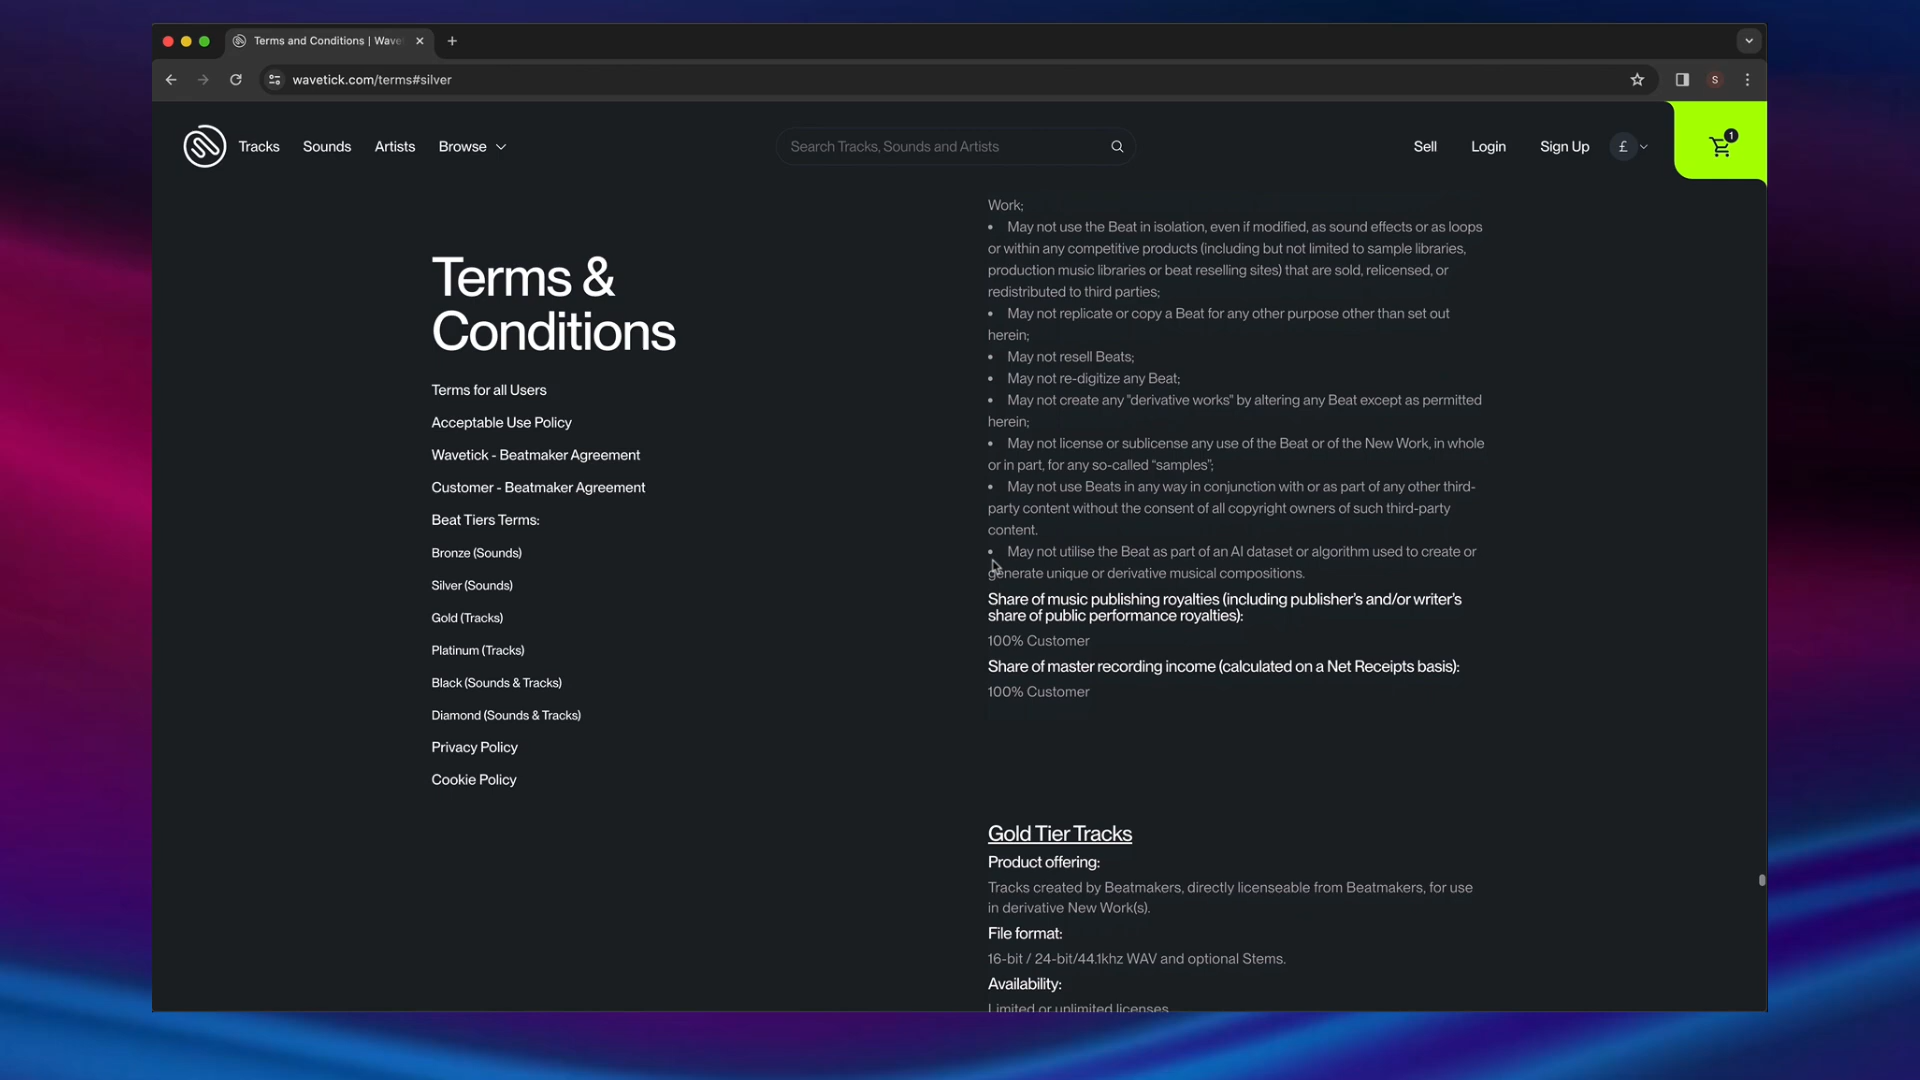 Terms and Conditions | Wave
wavetick.com/terms#silver
S
Tracks
Sounds
Artists
Browse
Search Tracks, Sounds and Artists
Sell
Login
Sign Up
£
1
Terms &
Conditions
Terms for all Users
Acceptable Use Policy
Wavetick - Beatmaker Agreement
Customer - Beatmaker Agreement
Beat Tiers Terms:
Bronze (Sounds)
Silver (Sounds)
Gold (Tracks)
Platinum (Tracks)
Black (Sounds & Tracks)
Diamond (Sounds & Tracks)
Privacy Policy
Cookie Policy
Work;
• May not use the Beat in isolation, even if modified, as sound effects or as loops
or within any competitive products (including but not limited to sample libraries,
production music libraries or beat reselling sites) that are sold, relicensed, or
redistributed to third parties;
• May not replicate or copy a Beat for any other purpose other than set out
herein;
• May not resell Beats;
• May not re-digitize any Beat;
• May not create any "derivative works" by altering any Beat except as permitted
herein;
• May not license or sublicense any use of the Beat or of the New Work, in whole
or in part, for any so-called “samples”;
• May not use Beats in any way in conjunction with or as part of any other third-
party content without the consent of all copyright owners of such third-party
content.
• May not utilise the Beat as part of an AI dataset or algorithm used to create or
generate unique or derivative musical compositions.
Share of music publishing royalties (including publisher’s and/or writer’s
share of public performance royalties):
100% Customer
Share of master recording income (calculated on a Net Receipts basis):
100% Customer
Gold Tier Tracks
Product offering:
Tracks created by Beatmakers, directly licenseable from Beatmakers, for use
in derivative New Work(s).
File format:
16-bit / 24-bit/44.1khz WAV and optional Stems.
Availability:
Limited or unlimited licenses